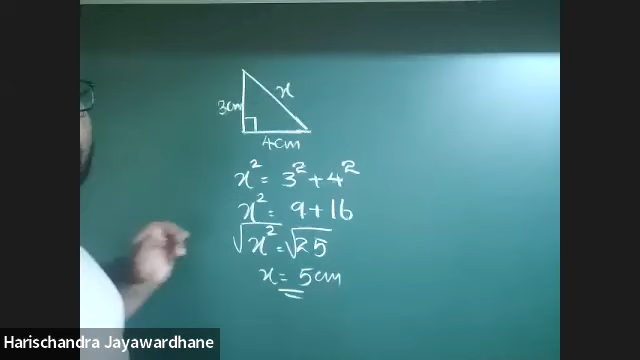 3cm
x
4cm
x² = 3² + 4²
x² = 9 + 16
√x² = √25
x = 5cm
Harischandra Jayawardhane